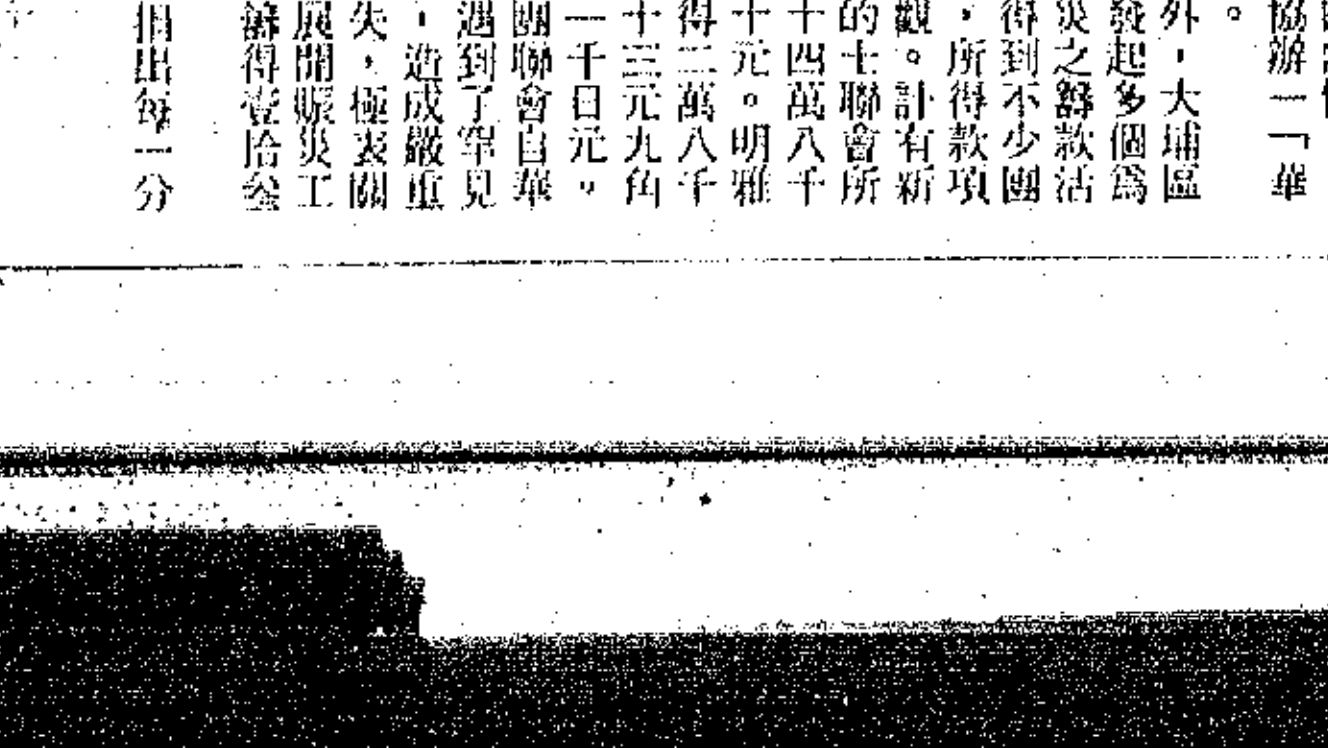 協辦一「華
。
外，大埔區
發起多個為
災之籌款活
得到不少團
，所得款項
觀。計有新
的士聯會所
十四萬八千
十元。明雅
得二萬八千
十三元九角
一千日元。
團聯會自華
遇到了罕見
，造成嚴重
失，極表關
展開賑災工
籌得壹拾叁
捐出每一分